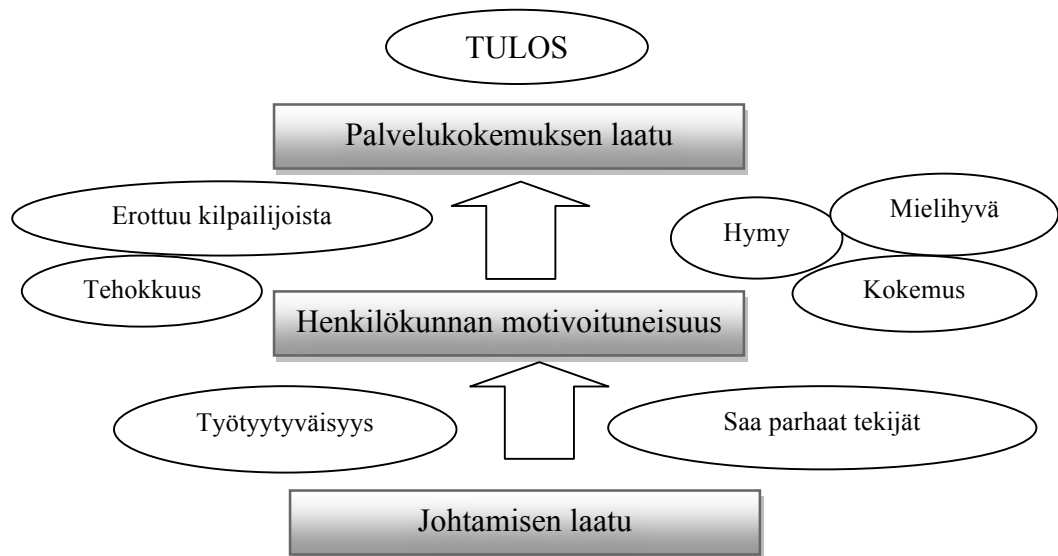 TULOS
Palvelukokemuksen laatu
Erottuu kilpailijoista
Mielihyvä
Hymy
Tehokkuus
Kokemus
Henkilökunnan motivoituneisuus
Työtyytyväisyys
Saa parhaat tekijät
Johtamisen laatu